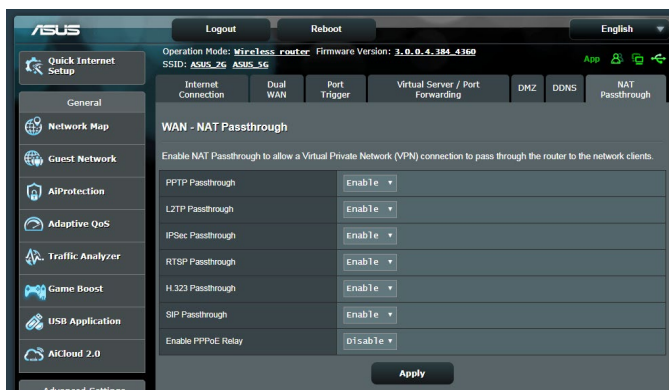 ASUS
Logout
Reboot
English
Quick Internet
Setup
Operation Mode: Wireless router Firmware Version: 3.0.0.4.384_4360
SSID: ASUS_2G ASUS_5G
App
General
Network Map
Guest Network
AiProtection
Adaptive QoS
Traffic Analyzer
Game Boost
USB Application
AiCloud 2.0
Advanced Settings
Internet
Connection
Dual
WAN
Port
Trigger
Virtual Server / Port
Forwarding
DMZ
DDNS
NAT
Passthrough
WAN - NAT Passthrough
Enable NAT Passthrough to allow a Virtual Private Network (VPN) connection to pass through the router to the network clients.
PPTP Passthrough Enable
L2TP Passthrough Enable
IPSec Passthrough Enable
RTSP Passthrough Enable
H.323 Passthrough Enable
SIP Passthrough Enable
Enable PPPoE Relay Disable
Apply